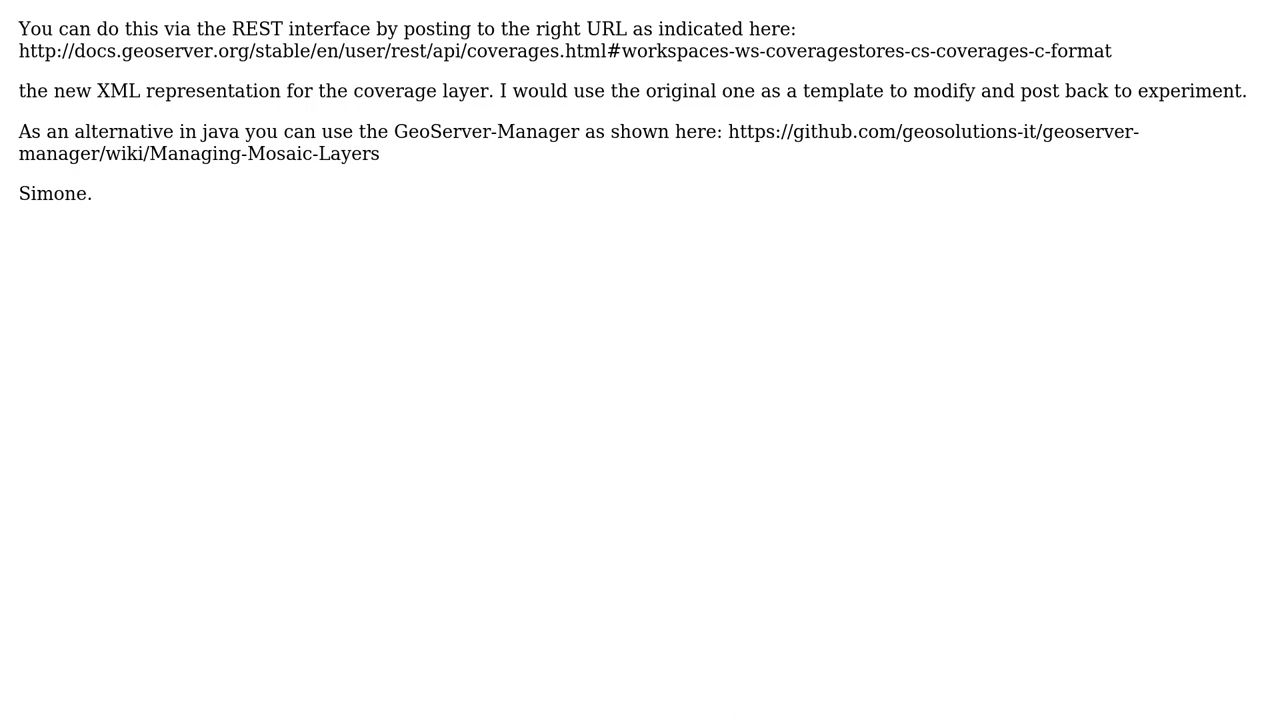 You can do this via the REST interface by posting to the right URL as indicated here:
http://docs.geoserver.org/stable/en/user/rest/api/coverages.html#workspaces-ws-coveragestores-cs-coverages-c-format
the new XML representation for the coverage layer. I would use the original one as a template to modify and post back to experiment.
As an alternative in java you can use the GeoServer-Manager as shown here: https://github.com/geosolutions-it/geoserver-
manager/wiki/Managing-Mosaic-Layers
Simone.